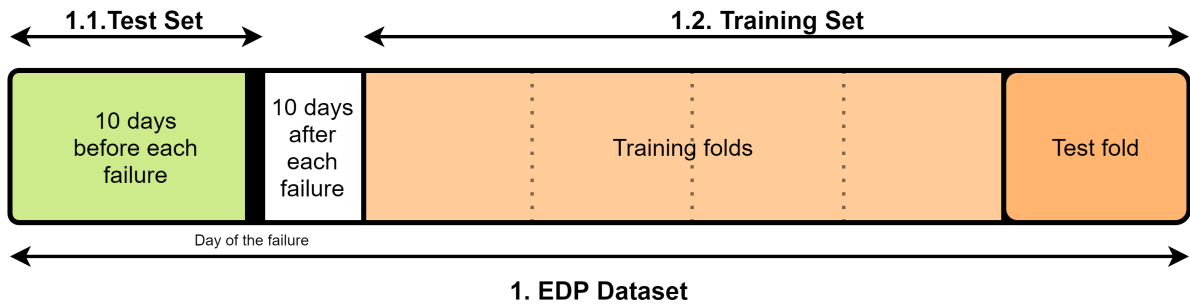 1.1.Test Set
1.2. Training Set
10 days
before each
failure
10 days
after
each
failure
Training folds
Test fold
Day of the failure
1. EDP Dataset